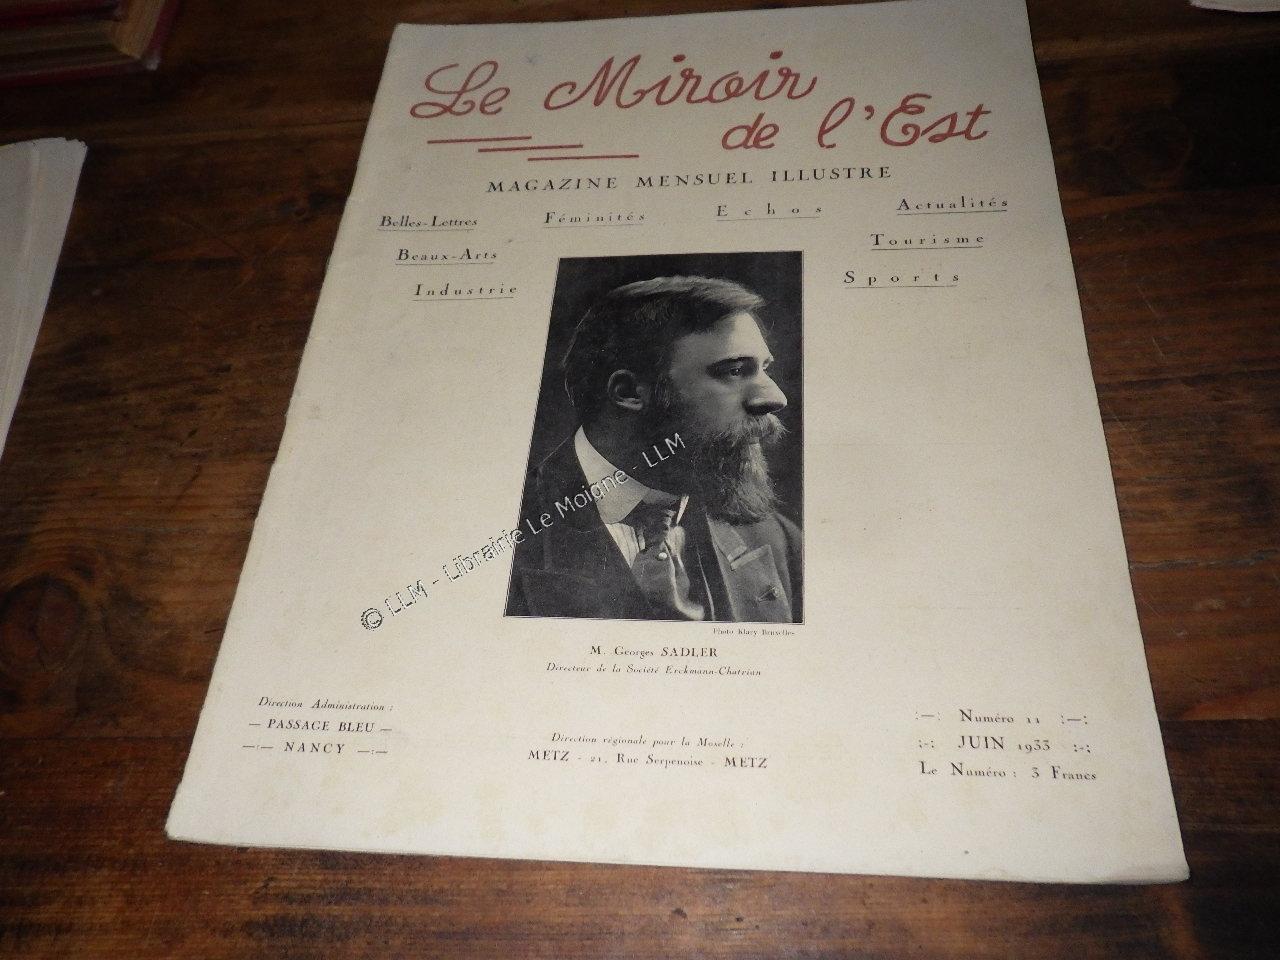 Le Miroir
de l'Est
MAGAZINE MENSUEL ILLUSTRE
Belles-Lettres
Féminités
Echos
Actualités
Beaux-Arts
Tourisme
Industrie
Sports
© LLM - Librairie Le Moigne - LLM
Photo Klary Bruxelles
M. Georges SADLER
Directeur de la Société Erckmann-Chatrian
Direction Administration :
— PASSAGE BLEU —
—:— NANCY —:—
Direction régionale pour la Moselle :
METZ - 21, Rue Serpenoise - METZ
:—: Numéro 11 :—:
:-: JUIN 1933 :-:
Le Numéro : 3 Francs